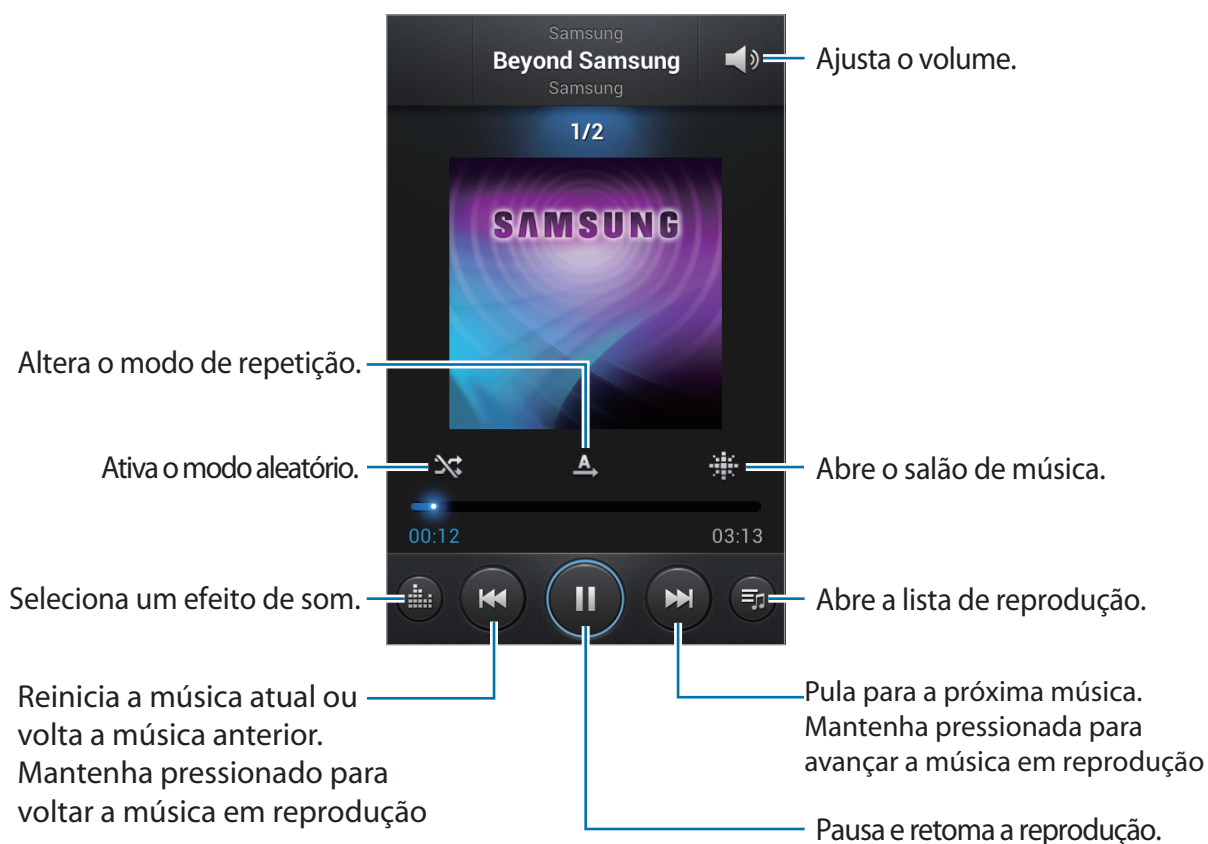 Samsung
Beyond Samsung
Samsung
Ajusta o volume.
1/2
SAMSUNG
Altera o modo de repetição.
A
Ativa o modo aleatório.
Abre o salão de música.
00:12
03:13
Seleciona um efeito de som.
Abre a lista de reprodução.
Reinicia a música atual ou
volta a música anterior.
Mantenha pressionado para
voltar a música em reprodução
Pula para a próxima música.
Mantenha pressionada para
avançar a música em reprodução
Pausa e retoma a reprodução.